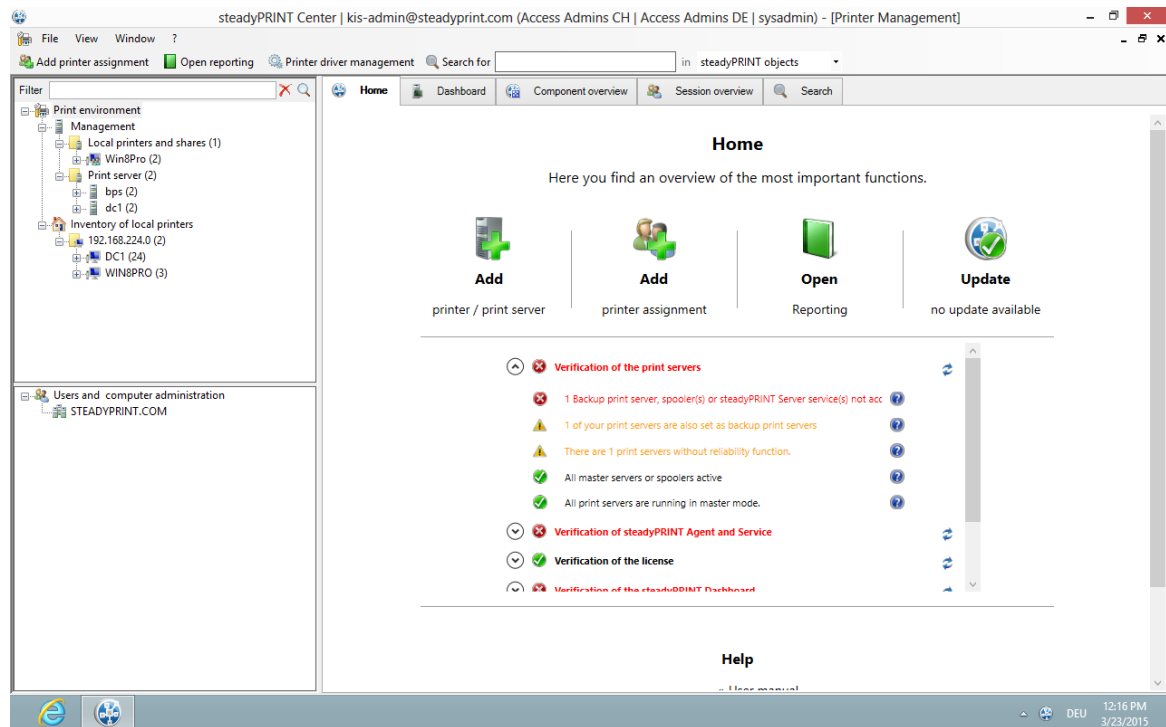 steadyPRINT Center | kis-admin@steadyprint.com (Access Admins CH | Access Admins DE | sysadmin) - [Printer Management]
File View Window ?
Add printer assignment Open reporting Printer driver management Search for in steadyPRINT objects
Filter
Print environment
Management
Local printers and shares (1)
Win8Pro (2)
Print server (2)
bps (2)
dc1 (2)
Inventory of local printers
192.168.224.0 (2)
DC1 (24)
WIN8PRO (3)
Users and computer administration
STEADYPRINT.COM
Home Dashboard Component overview Session overview Search
Home
Here you find an overview of the most important functions.
Add Add Open Update
printer / print server printer assignment Reporting no update available
Verification of the print servers
1 Backup print server, spooler(s) or steadyPRINT Server service(s) not acc
1 of your print servers are also set as backup print servers
There are 1 print servers without reliability function.
All master servers or spoolers active
All print servers are running in master mode.
Verification of steadyPRINT Agent and Service
Verification of the license
Verification of the steadyPRINT Dashboard
Help
User manual
DEU 12:16 PM
3/23/2015